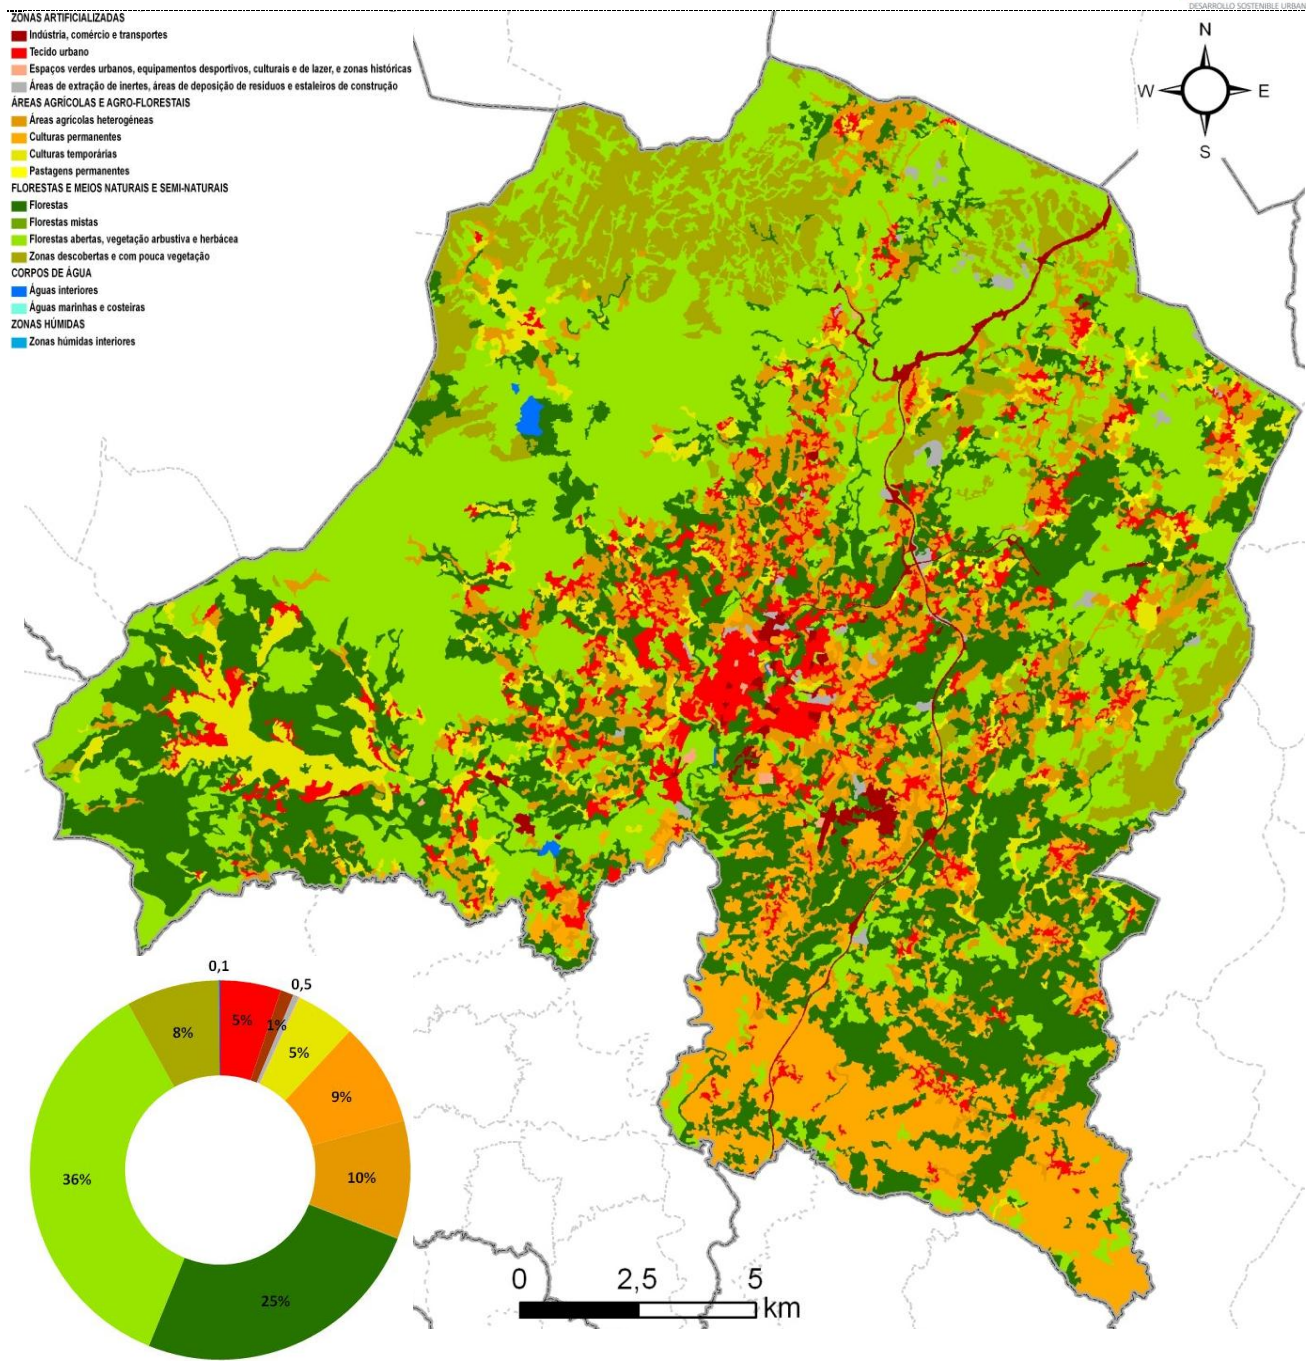 DESARROLLO SOSTENIBLE URBAN
ZONAS ARTIFICIALIZADAS
Indústria, comércio e transportes
Tecido urbano
Espaços verdes urbanos, equipamentos desportivos, culturais e de lazer, e zonas históricas
Áreas de extração de inertes, áreas de deposição de resíduos e estaleiros de construção
ÁREAS AGRÍCOLAS E AGRO-FLORESTAIS
Áreas agrícolas heterogéneas
Culturas permanentes
Culturas temporárias
Pastagens permanentes
FLORESTAS E MEIOS NATURAIS E SEMI-NATURAIS
Florestas
Florestas mistas
Florestas abertas, vegetação arbustiva e herbácea
Zonas descobertas e com pouca vegetação
CORPOS DE ÁGUA
Águas interiores
Águas marinhas e costeiras
ZONAS HÚMIDAS
Zonas húmidas interiores
N
W E
S
0,1
0,5
5%
1%
8%
5%
9%
36%
10%
25%
0 2,5 5
km